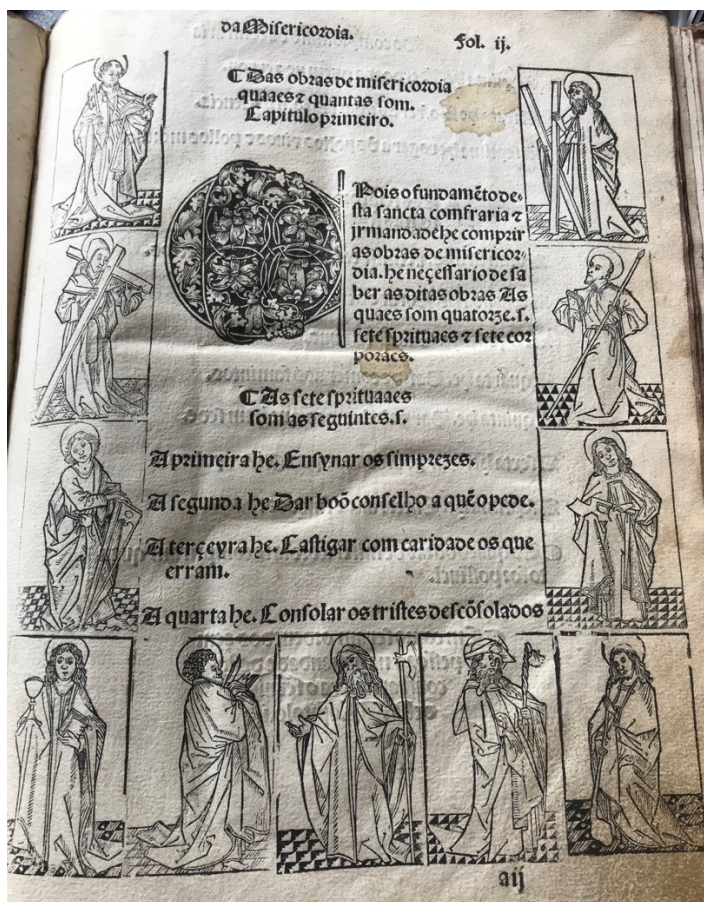 da Misericordia.
Fol. ij.
¶ Das obras de misericordia
quaaes ⁊ quantas som.
Capitulo primeiro.
Pois o fundamẽto de-
sta sancta comfraria ⁊
jrmandade he comprir
as obras de misericor-
dia. he neçessario de sa
ber as ditas obras As
quaes som quatorze .s.
sete sprituaes ⁊ sete cor
poraes.
¶ As sete sprituaaes
som as seguintes .s.
A primeira he. Ensynar os simprezes.
A segunda he Dar boõ conselho a quẽ o pede.
A terçeyra he. Castigar com caridade os que
erram.
A quarta he. Consolar os tristes descõsolados
aij